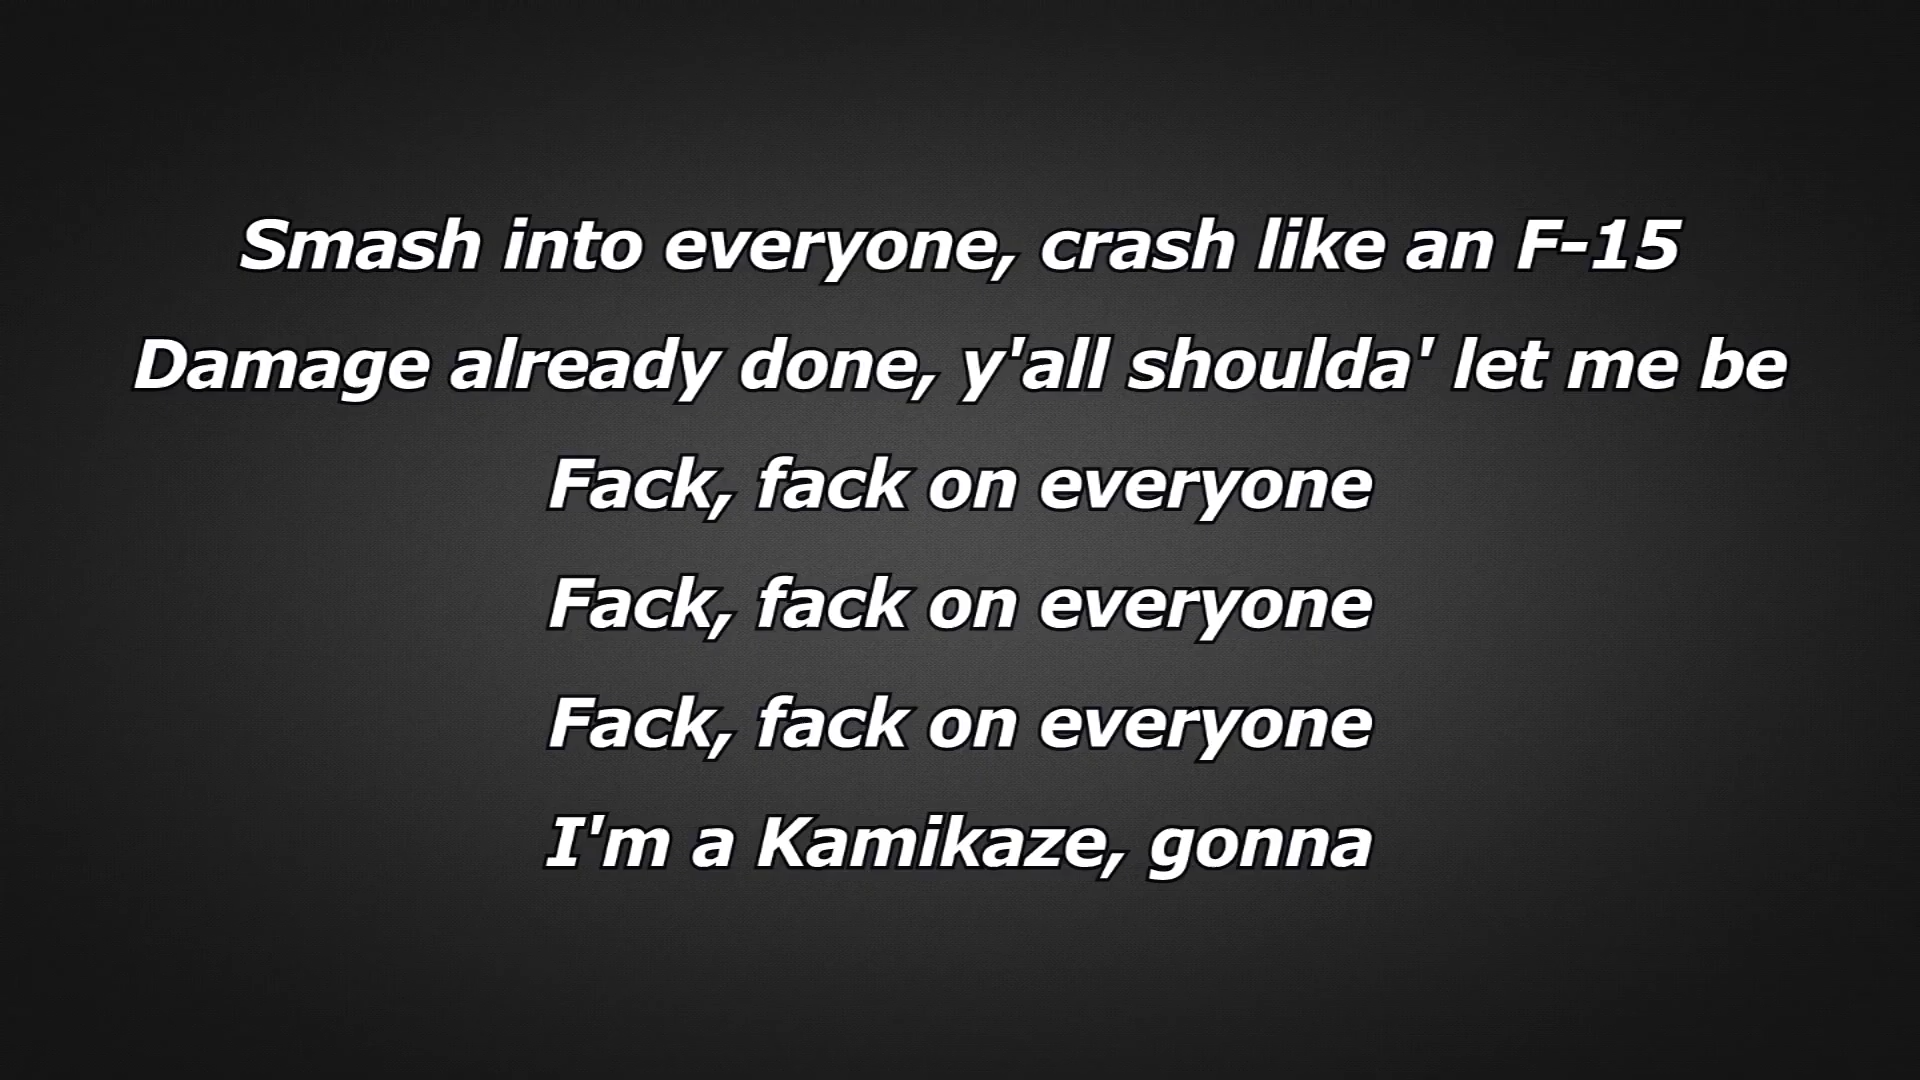 Smash into everyone, crash like an F-15
Damage already done, y'all shoulda' let me be
Fack, fack on everyone
Fack, fack on everyone
Fack, fack on everyone
I'm a Kamikaze, gonna